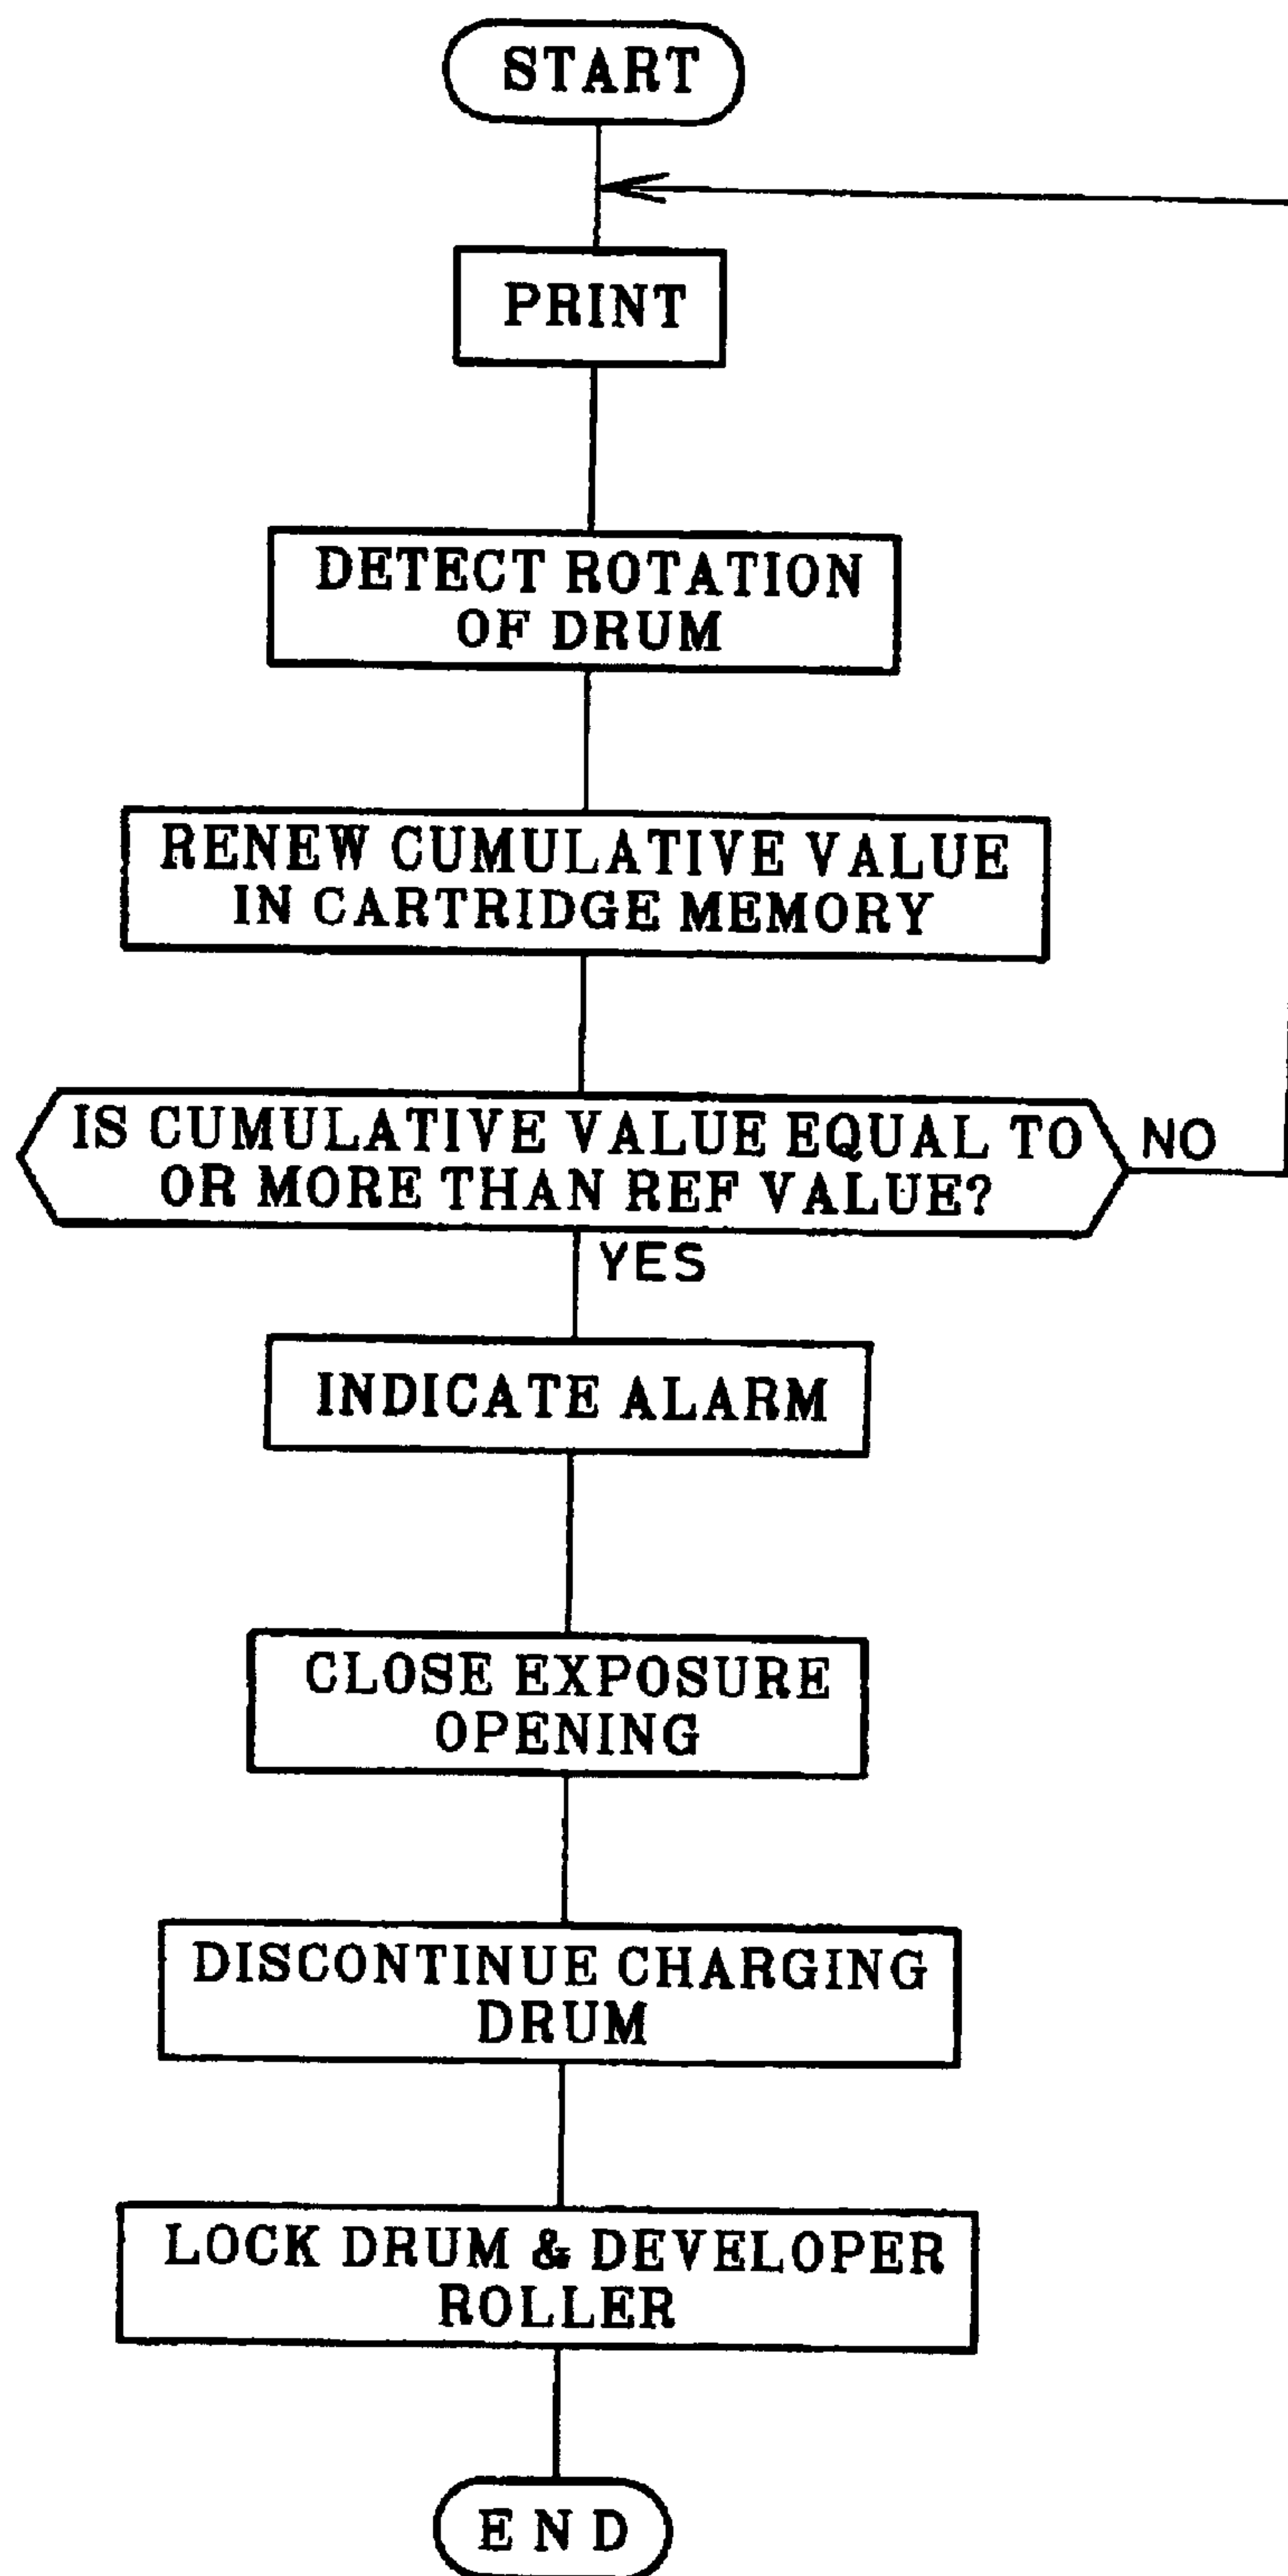 START
PRINT
DETECT ROTATION
OF DRUM
RENEW CUMULATIVE VALUE
IN CARTRIDGE MEMORY
IS CUMULATIVE VALUE EQUAL TO
OR MORE THAN REF VALUE?
NO
YES
INDICATE ALARM
CLOSE EXPOSURE
OPENING
DISCONTINUE CHARGING
DRUM
LOCK DRUM & DEVELOPER
ROLLER
END